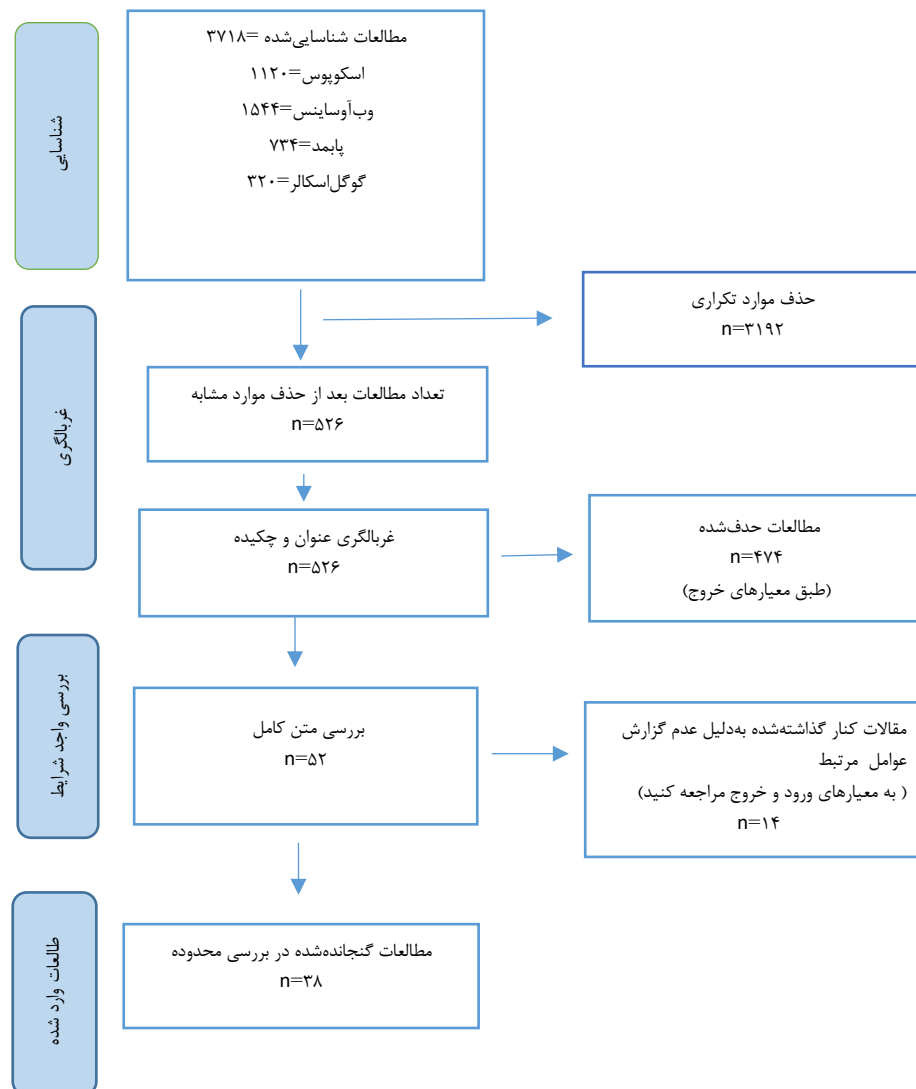 شناسایی
مطالعات شناسایی‌شده =۳۷۱۸
اسکوپوس=۱۱۲۰
وب‌آوساینس=۱۵۴۴
پابمد=۷۳۴
گوگل‌اسکالر=۳۲۰
حذف موارد تکراری
n=۳۱۹۲
غربالگری
تعداد مطالعات بعد از حذف موارد مشابه
n=۵۲۶
غربالگری عنوان و چکیده
n=۵۲۶
مطالعات حدف‌شده
n=۴۷۴
(طبق معیارهای خروج)
بررسی واجد شرایط
بررسی متن کامل
n=۵۲
مقالات کنار گذاشته‌شده به‌دلیل عدم گزارش
عوامل مرتبط
( به معیارهای ورود و خروج مراجعه کنید)
n=۱۴
طالعات وارد شده
مطالعات گنجانده‌شده در بررسی محدوده
n=۳۸